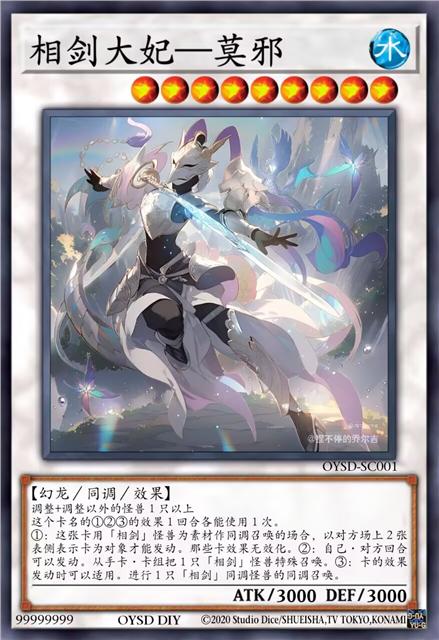 相剑大妃—莫邪
水
@捏不停的乔尔吉
OYSD-SC001
【幻龙／同调／效果】
调整+调整以外的怪兽1只以上
这个卡名的①②③的效果1回合各能使用1次。
①：这张卡用「相剑」怪兽为素材作同调召唤的场合，以对方场上2张
表侧表示卡为对象才能发动。那些卡效果无效化。②：自己·对方回合
可以发动。从手卡·卡组把1只「相剑」怪兽特殊召唤。③：卡的效果
发动时可以适用。进行1只「相剑」同调怪兽的同调召唤。
ATK/3000 DEF/3000
99999999 OYSD DIY ©2020 Studio Dice/SHUEISHA,TV TOKYO,KONAMI